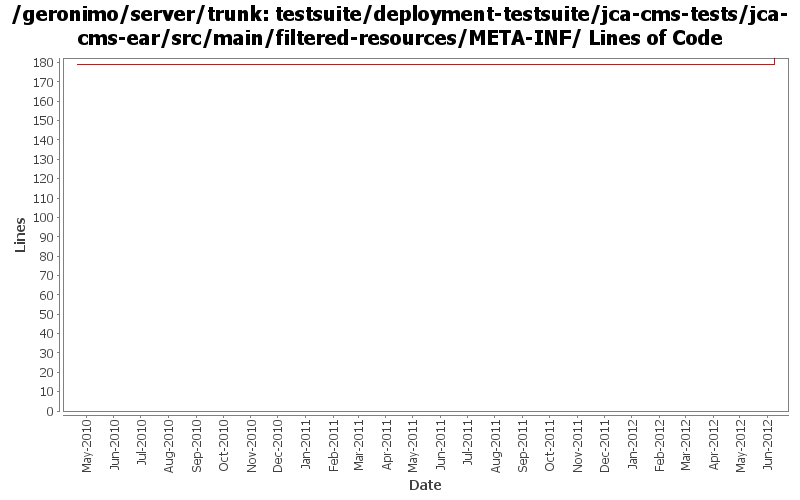 /geronimo/server/trunk: testsuite/deployment-testsuite/jca-cms-tests/jca-
cms-ear/src/main/filtered-resources/META-INF/ Lines of Code
180
170
160
150
140
130
120
110
100
90
80
70
60
50
40
30
20
10
0
Lines
May-2010
Jun-2010
Jul-2010
Aug-2010
Sep-2010
Oct-2010
Nov-2010
Dec-2010
Jan-2011
Feb-2011
Mar-2011
Apr-2011
May-2011
Jun-2011
Jul-2011
Aug-2011
Sep-2011
Oct-2011
Nov-2011
Dec-2011
Jan-2012
Feb-2012
Mar-2012
Apr-2012
May-2012
Jun-2012
Date